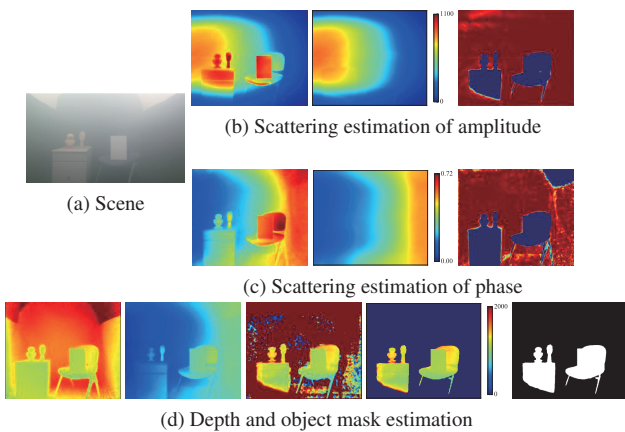 1100
0
(b) Scattering estimation of amplitude
(a) Scene
0.72
0.00
(c) Scattering estimation of phase
2000
0
(d) Depth and object mask estimation